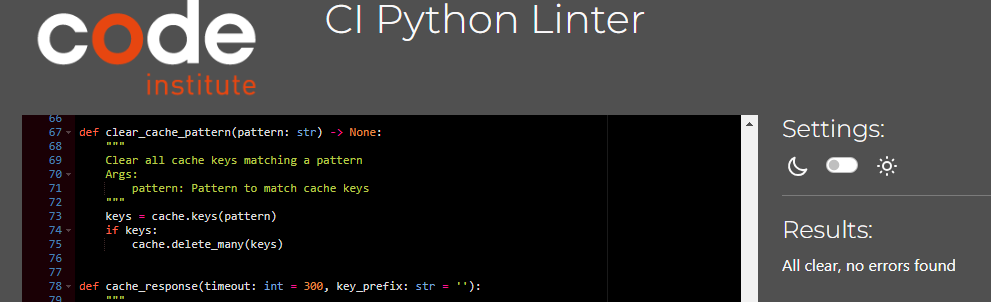 code
institute
CI Python Linter
66
67 def clear_cache_pattern(pattern: str) -> None:
68 """
69 Clear all cache keys matching a pattern
70 Args:
71 pattern: Pattern to match cache keys
72 """
73 keys = cache.keys(pattern)
74 if keys:
75 cache.delete_many(keys)
76
77
78 def cache_response(timeout: int = 300, key_prefix: str = ''):
79 """
Settings:
Results:
All clear, no errors found